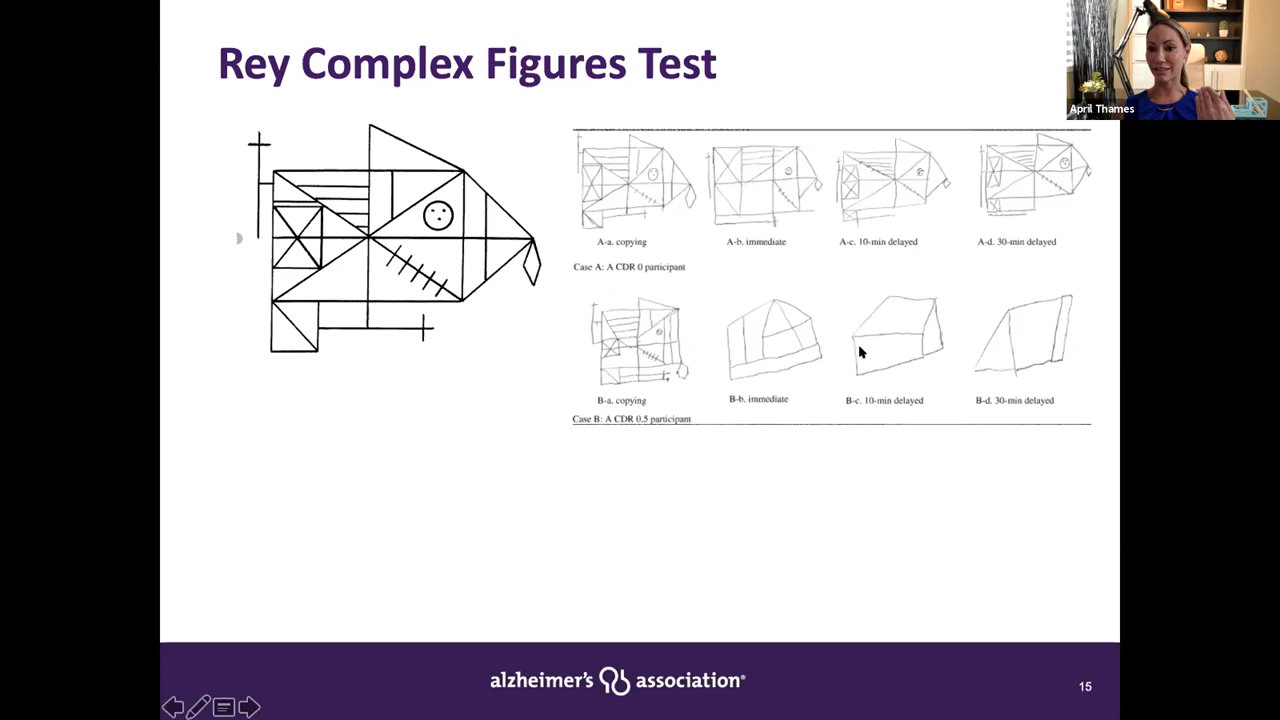 Rey Complex Figures Test
April Thames
A-a. copying
A-b. immediate
A-c. 10-min delayed
A-d. 30-min delayed
Case A: A CDR 0 participant
B-a. copying
B-b. immediate
B-c. 10-min delayed
B-d. 30-min delayed
Case B: A CDR 0.5 participant
alzheimer's association®
15